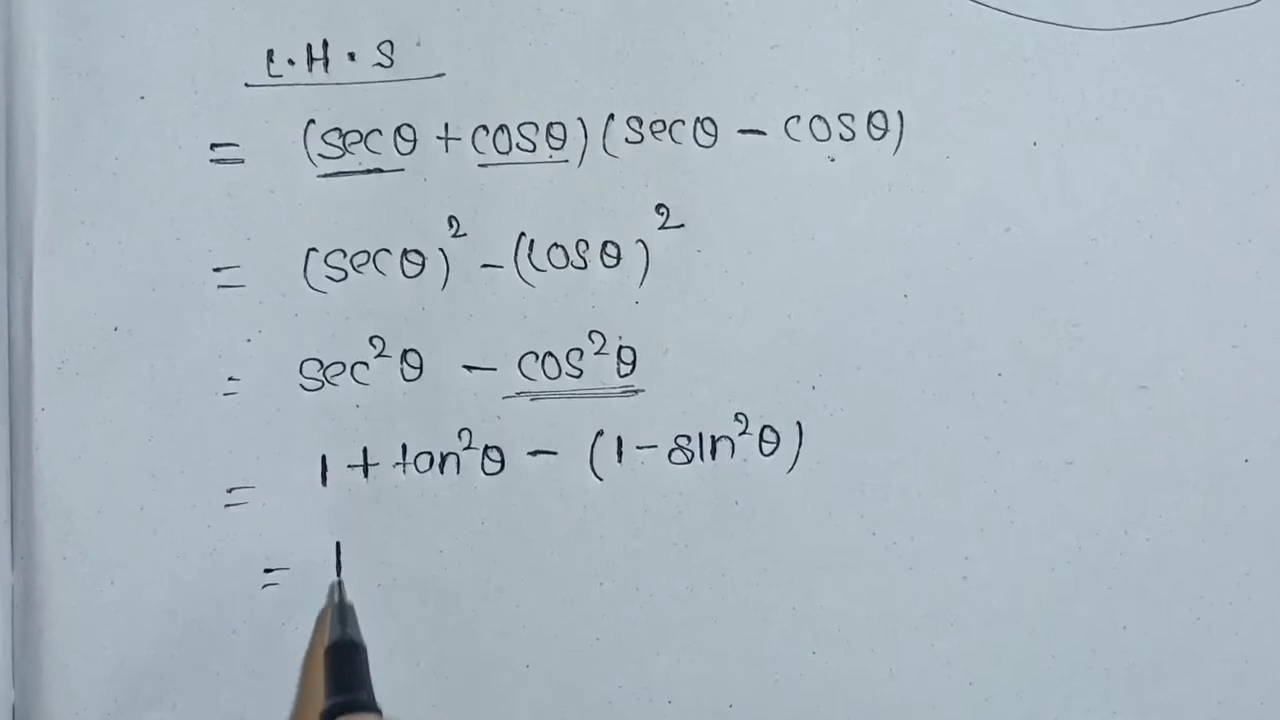 L.H.S
= (secθ + cosθ)(secθ - cosθ)
= (secθ)² - (cosθ)²
= sec²θ - cos²θ
= 1 + tan²θ - (1 - sin²θ)
= 1